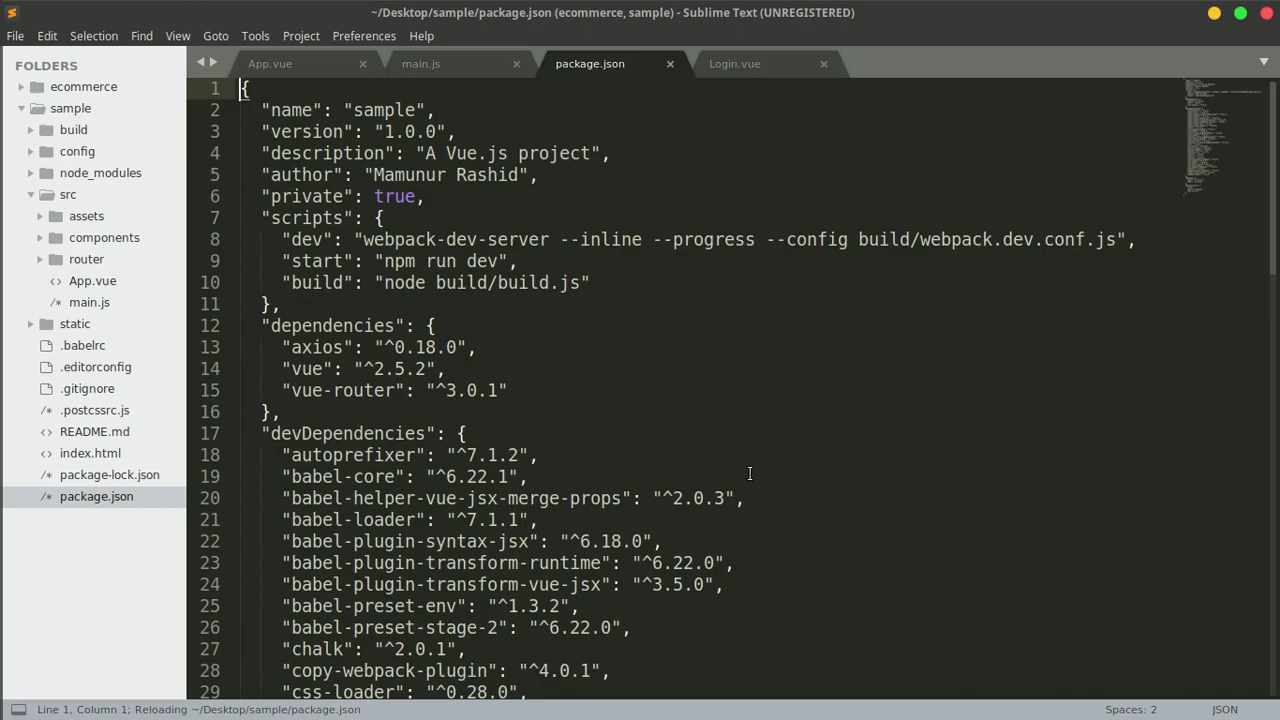 ~/Desktop/sample/package.json (ecommerce, sample) - Sublime Text (UNREGISTERED)
File Edit Selection Find View Goto Tools Project Preferences Help
FOLDERS
ecommerce
sample
build
config
node_modules
src
assets
components
router
App.vue
main.js
static
.babelrc
.editorconfig
.gitignore
.postcssrc.js
README.md
index.html
package-lock.json
package.json
App.vue main.js package.json Login.vue
1 {
2 "name": "sample",
3 "version": "1.0.0",
4 "description": "A Vue.js project",
5 "author": "Mamunur Rashid",
6 "private": true,
7 "scripts": {
8 "dev": "webpack-dev-server --inline --progress --config build/webpack.dev.conf.js",
9 "start": "npm run dev",
10 "build": "node build/build.js"
11 },
12 "dependencies": {
13 "axios": "^0.18.0",
14 "vue": "^2.5.2",
15 "vue-router": "^3.0.1"
16 },
17 "devDependencies": {
18 "autoprefixer": "^7.1.2",
19 "babel-core": "^6.22.1",
20 "babel-helper-vue-jsx-merge-props": "^2.0.3",
21 "babel-loader": "^7.1.1",
22 "babel-plugin-syntax-jsx": "^6.18.0",
23 "babel-plugin-transform-runtime": "^6.22.0",
24 "babel-plugin-transform-vue-jsx": "^3.5.0",
25 "babel-preset-env": "^1.3.2",
26 "babel-preset-stage-2": "^6.22.0",
27 "chalk": "^2.0.1",
28 "copy-webpack-plugin": "^4.0.1",
29 "css-loader": "^0.28.0",
Line 1, Column 1; Reloading ~/Desktop/sample/package.json
Spaces: 2 JSON